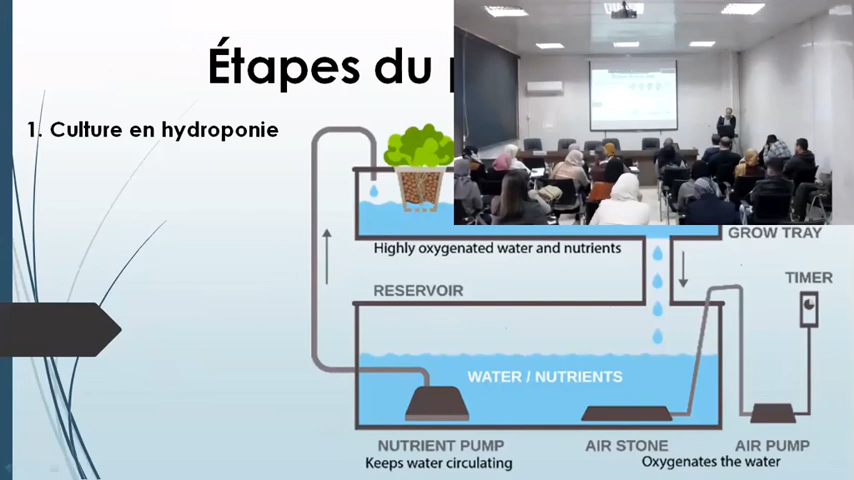 Étapes du
1. Culture en hydroponie
Highly oxygenated water and nutrients
GROW TRAY
RESERVOIR
TIMER
WATER / NUTRIENTS
NUTRIENT PUMP
AIR STONE
AIR PUMP
Keeps water circulating
Oxygenates the water